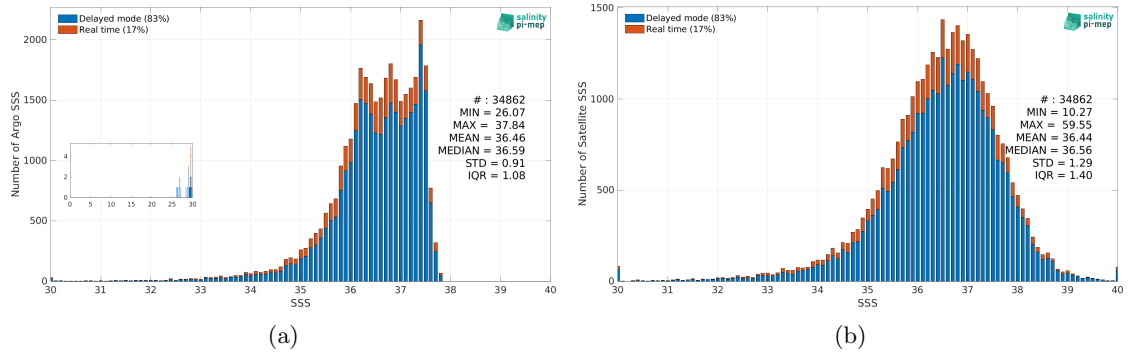 Delayed mode (83%)
Real time (17%)
salinity
pi-mep
2000
1500
1000
500
0
Number of Argo SSS
# : 34862
MIN = 26.07
MAX = 37.84
MEAN = 36.46
MEDIAN = 36.59
STD = 0.91
IQR = 1.08
4
2
0
0 5 10 15 20 25 30
30 31 32 33 34 35 36 37 38 39 40
SSS
(a)
Delayed mode (83%)
Real time (17%)
salinity
pi-mep
1500
1000
500
0
Number of Satellite SSS
# : 34862
MIN = 10.27
MAX = 59.55
MEAN = 36.44
MEDIAN = 36.56
STD = 1.29
IQR = 1.40
30 31 32 33 34 35 36 37 38 39 40
SSS
(b)